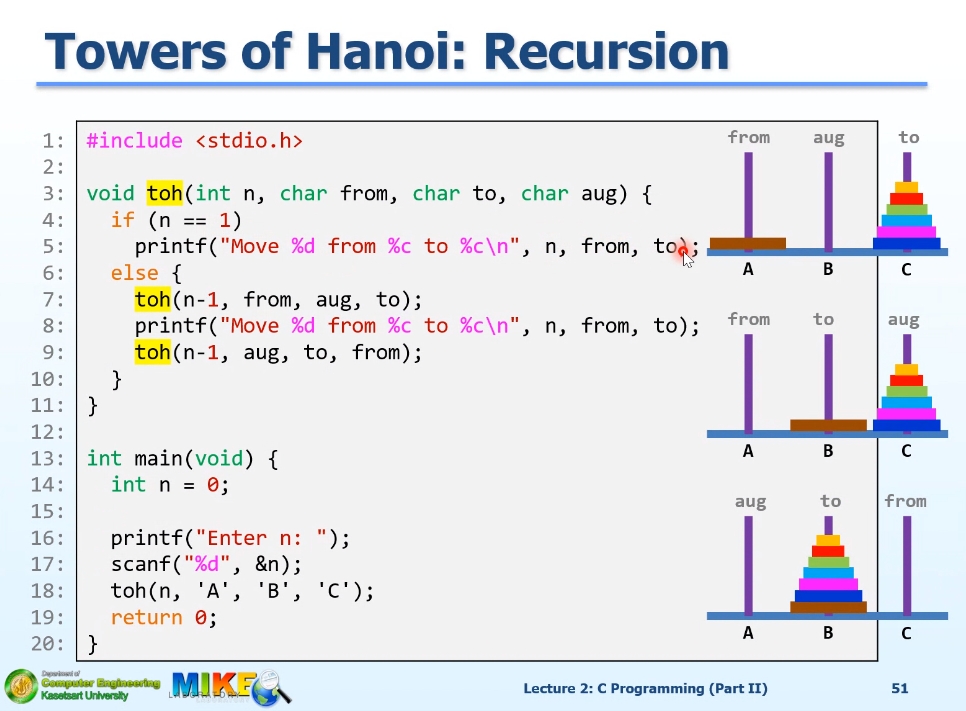 Towers of Hanoi: Recursion
1: #include <stdio.h>
2:
3: void toh(int n, char from, char to, char aug) {
4: if (n == 1)
5: printf("Move %d from %c to %c\n", n, from, to);
6: else {
7: toh(n-1, from, aug, to);
8: printf("Move %d from %c to %c\n", n, from, to);
9: toh(n-1, aug, to, from);
10: }
11: }
12:
13: int main(void) {
14: int n = 0;
15:
16: printf("Enter n: ");
17: scanf("%d", &n);
18: toh(n, 'A', 'B', 'C');
19: return 0;
20: }
from aug to
A B C
from to aug
A B C
aug to from
A B C
Department of
Computer Engineering
Kasetsart University
MIKE
LABORATORY
Lecture 2: C Programming (Part II)
51